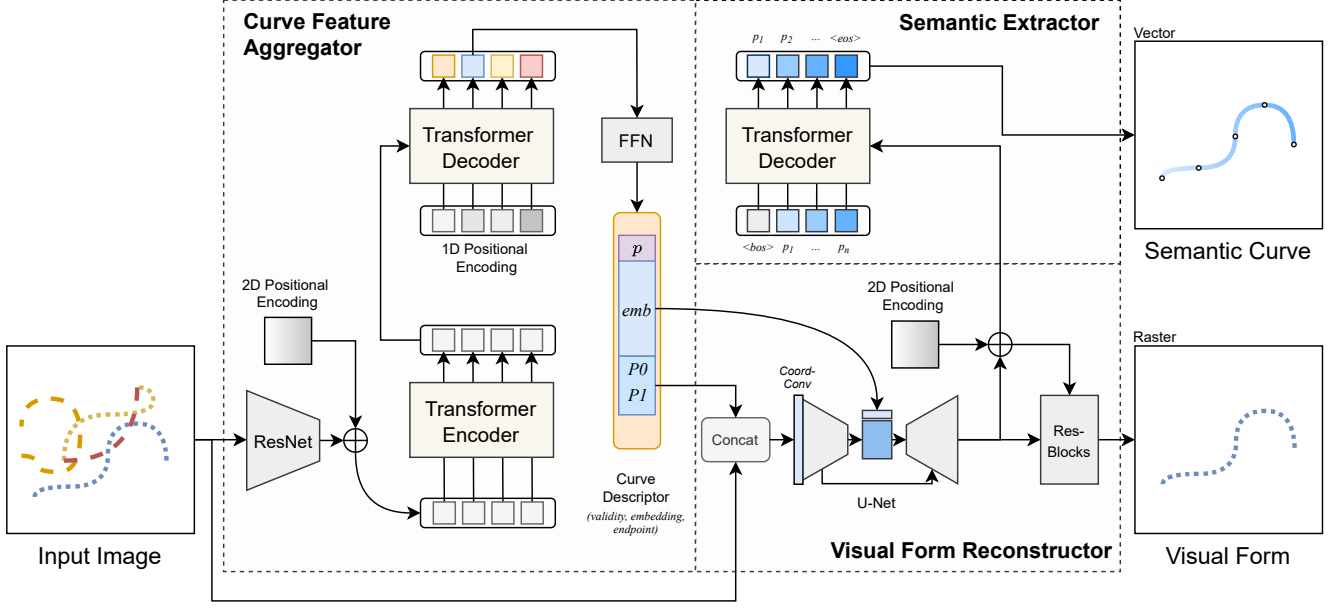 Curve Feature
Aggregator
Semantic Extractor
p1 p2 ... <eos>
Vector
Transformer
Decoder
FFN
Transformer
Decoder
1D Positional
Encoding
<bos> p1 ... pn
Semantic Curve
p
emb
P0
P1
2D Positional
Encoding
2D Positional
Encoding
Raster
Coord-
Conv
ResNet
Transformer
Encoder
Concat
Res-
Blocks
U-Net
Curve
Descriptor
(validity, embedding,
endpoint)
Input Image
Visual Form Reconstructor
Visual Form